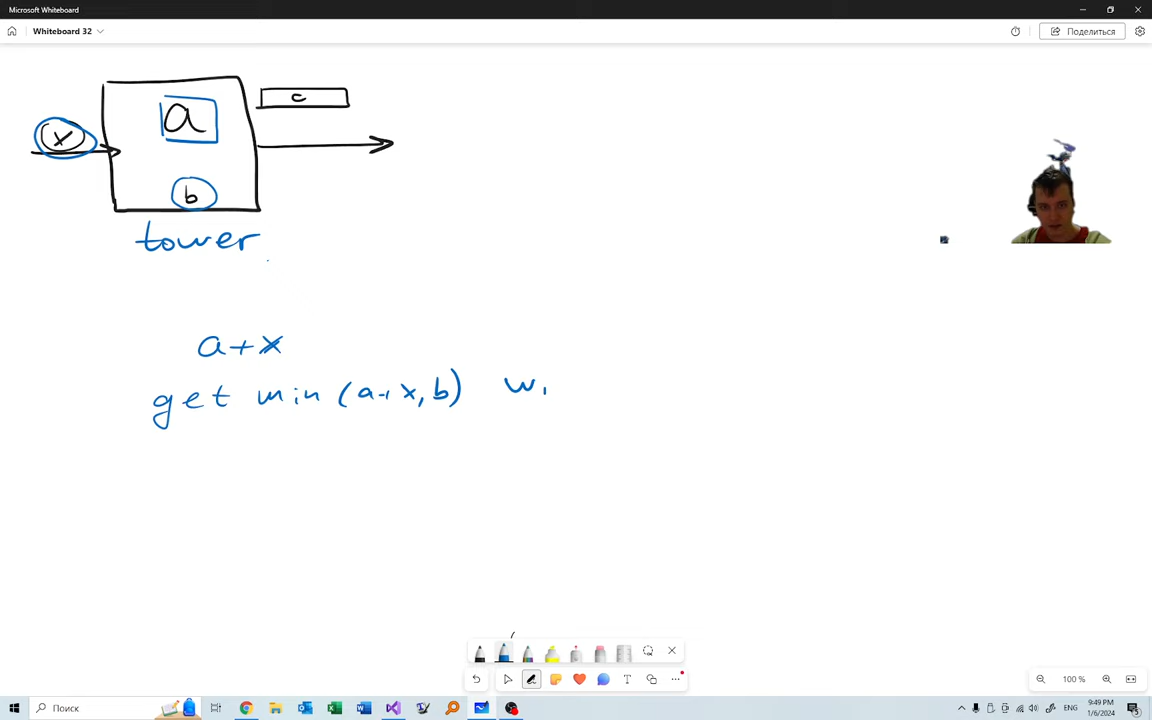 Microsoft Whiteboard
Whiteboard 32
Поделиться
c
a
x
b
tower
a+x
get min (a+x, b) w
100 %
Поиск
ENG
9:49 PM
1/6/2024